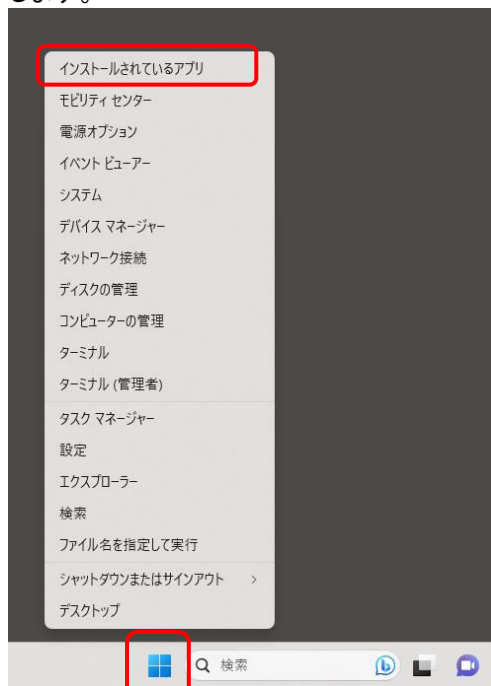 します。
インストールされているアプリ
モビリティ センター
電源オプション
イベント ビューアー
システム
デバイス マネージャー
ネットワーク接続
ディスクの管理
コンピューターの管理
ターミナル
ターミナル (管理者)
タスク マネージャー
設定
エクスプローラー
検索
ファイル名を指定して実行
シャットダウンまたはサインアウト
デスクトップ
検索